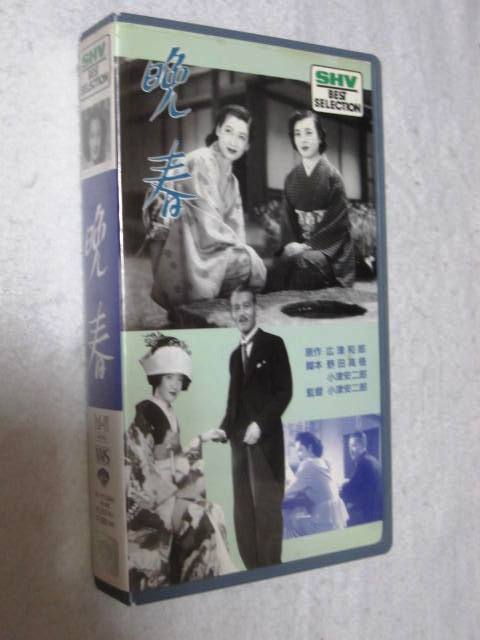 SHV
BEST
SELECTION
晩春
原作 広津和郎
脚本 野田高梧
小津安二郎
監督 小津安二郎
SHV
BEST
SELECTION
晩春
VHS